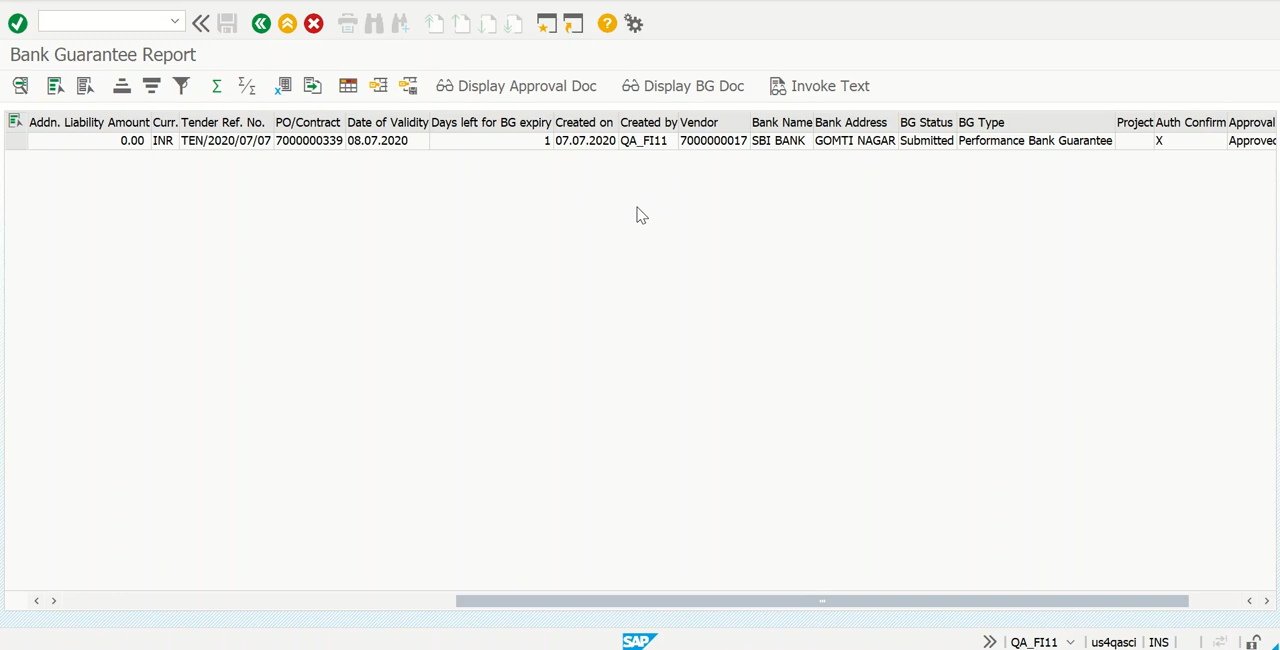 Bank Guarantee Report
Display Approval Doc Display BG Doc Invoke Text
Addn. Liability Amount Curr. Tender Ref. No. PO/Contract Date of Validity Days left for BG expiry Created on Created by Vendor Bank Name Bank Address BG Status BG Type Project Auth Confirm Approval
0.00 INR TEN/2020/07/07 7000000339 08.07.2020 1 07.07.2020 QA_FI11 7000000017 SBI BANK GOMTI NAGAR Submitted Performance Bank Guarantee X Approved
SAP QA_FI11 us4qasci INS